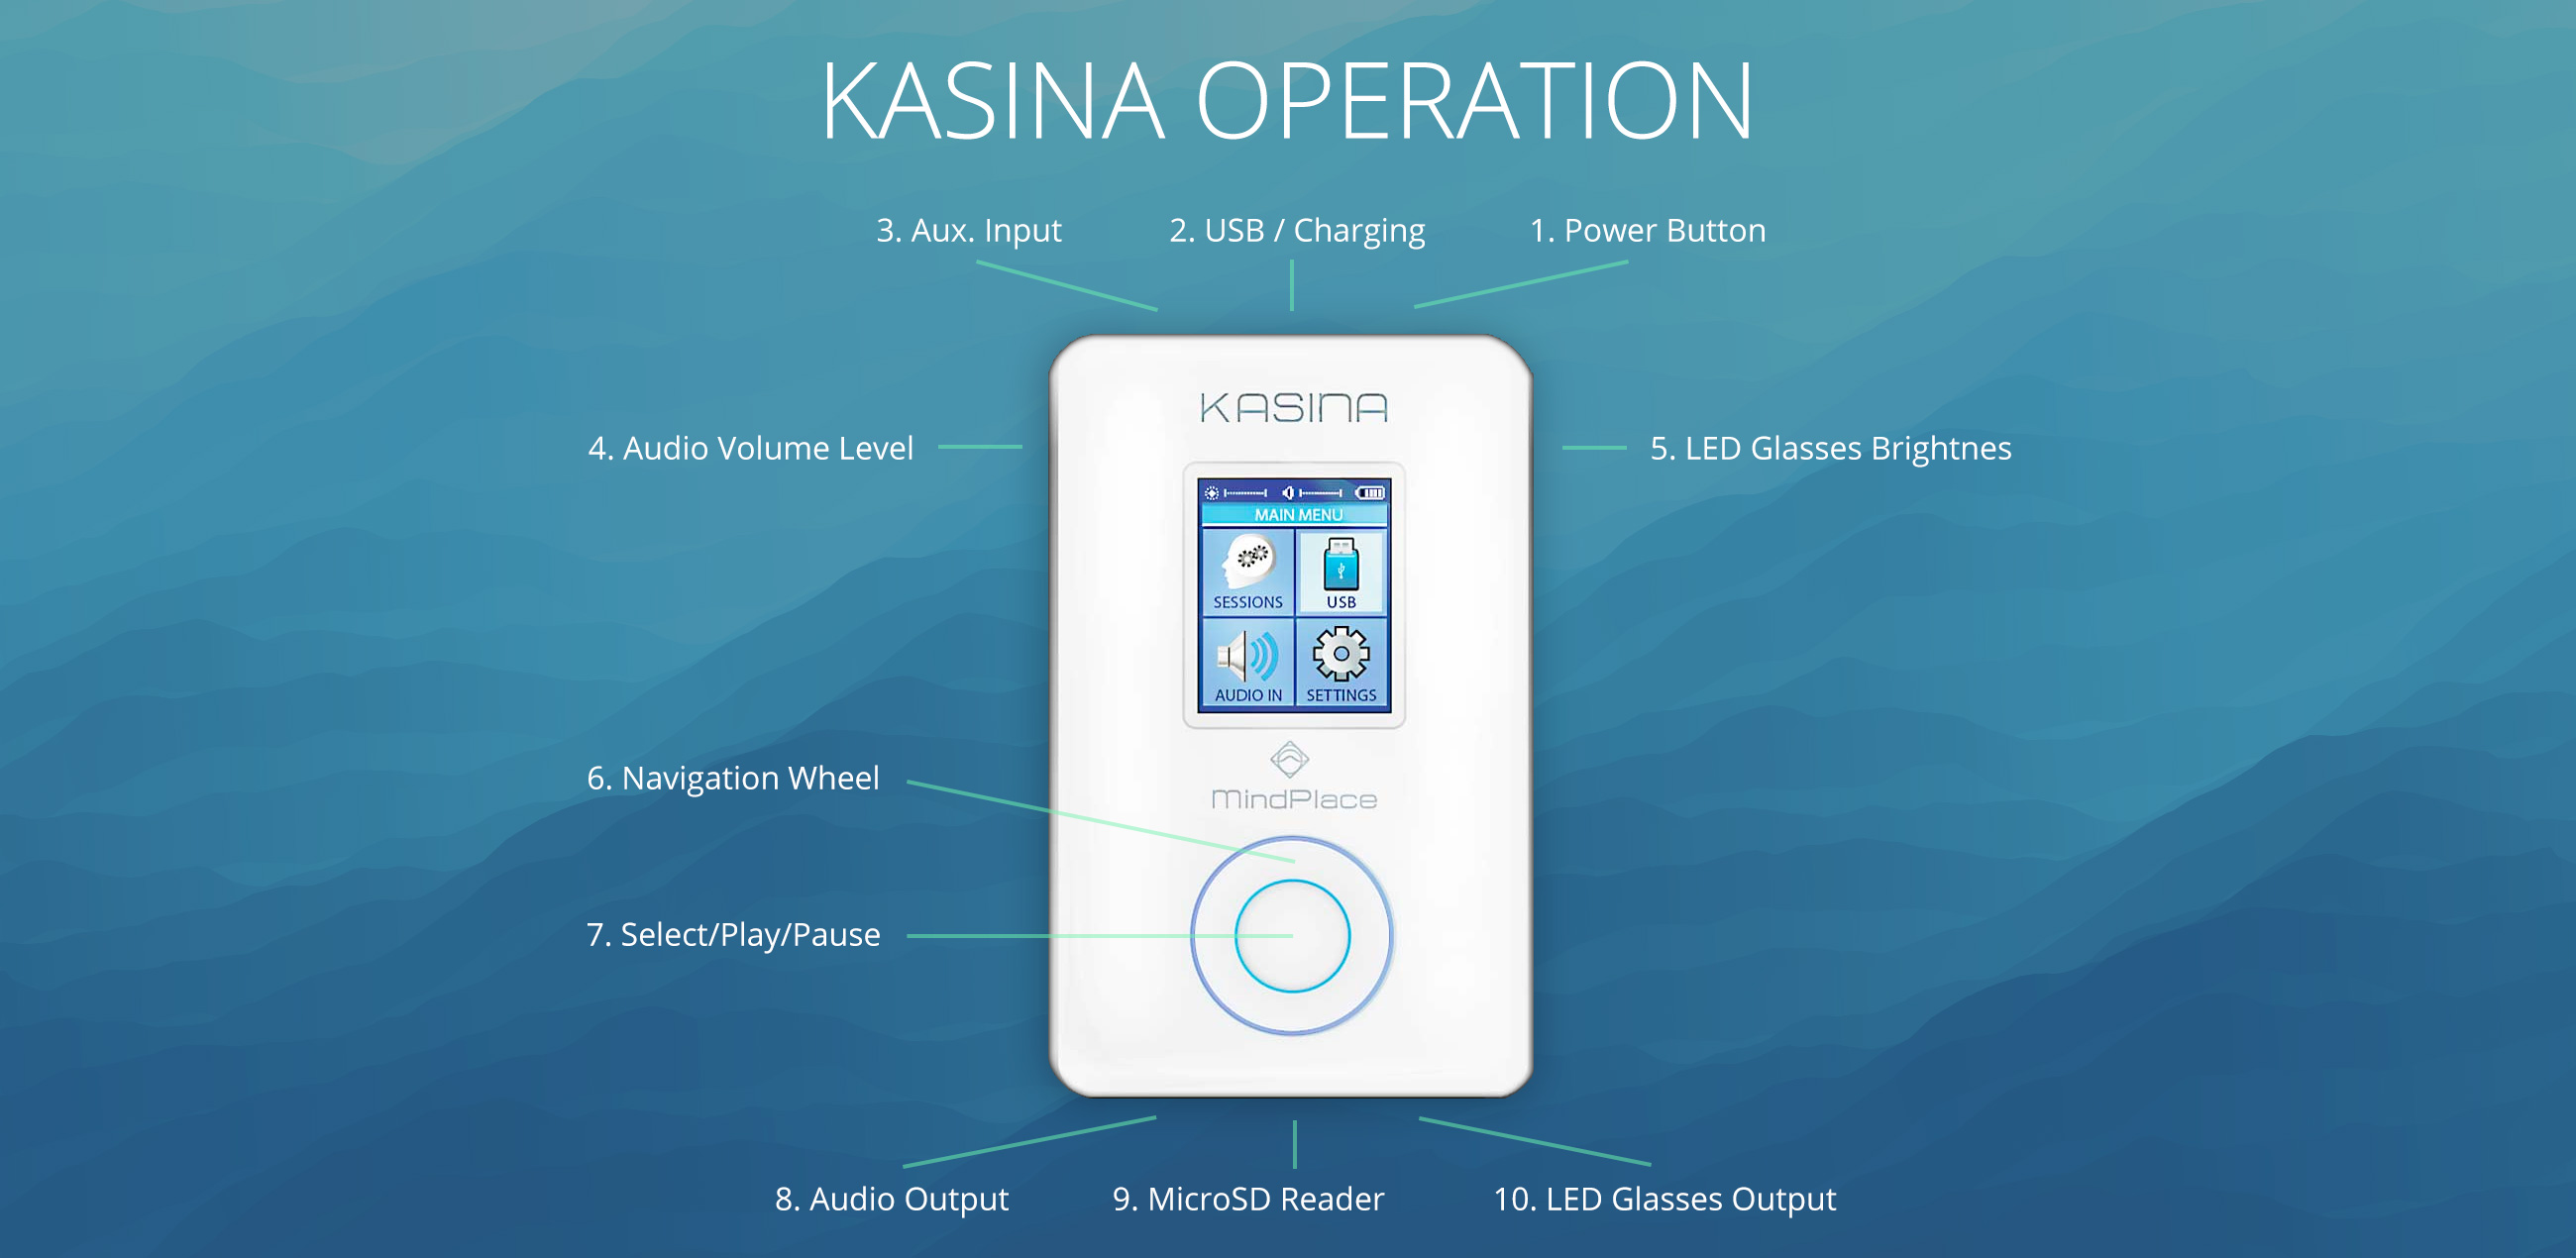 KASINA OPERATION
3. Aux. Input
2. USB / Charging
1. Power Button
KASINA
4. Audio Volume Level
5. LED Glasses Brightnes
MAIN MENU
SESSIONS
USB
AUDIO IN
SETTINGS
6. Navigation Wheel
MindPlace
7. Select/Play/Pause
8. Audio Output
9. MicroSD Reader
10. LED Glasses Output